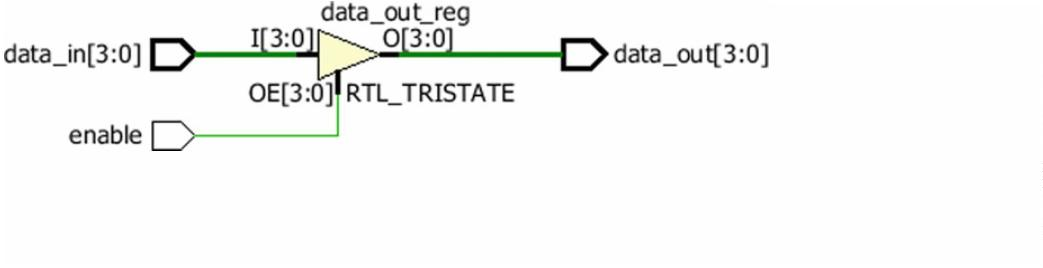 data_out_reg
data_in[3:0] I[3:0] O[3:0] data_out[3:0]
OE[3:0] RTL_TRISTATE
enable